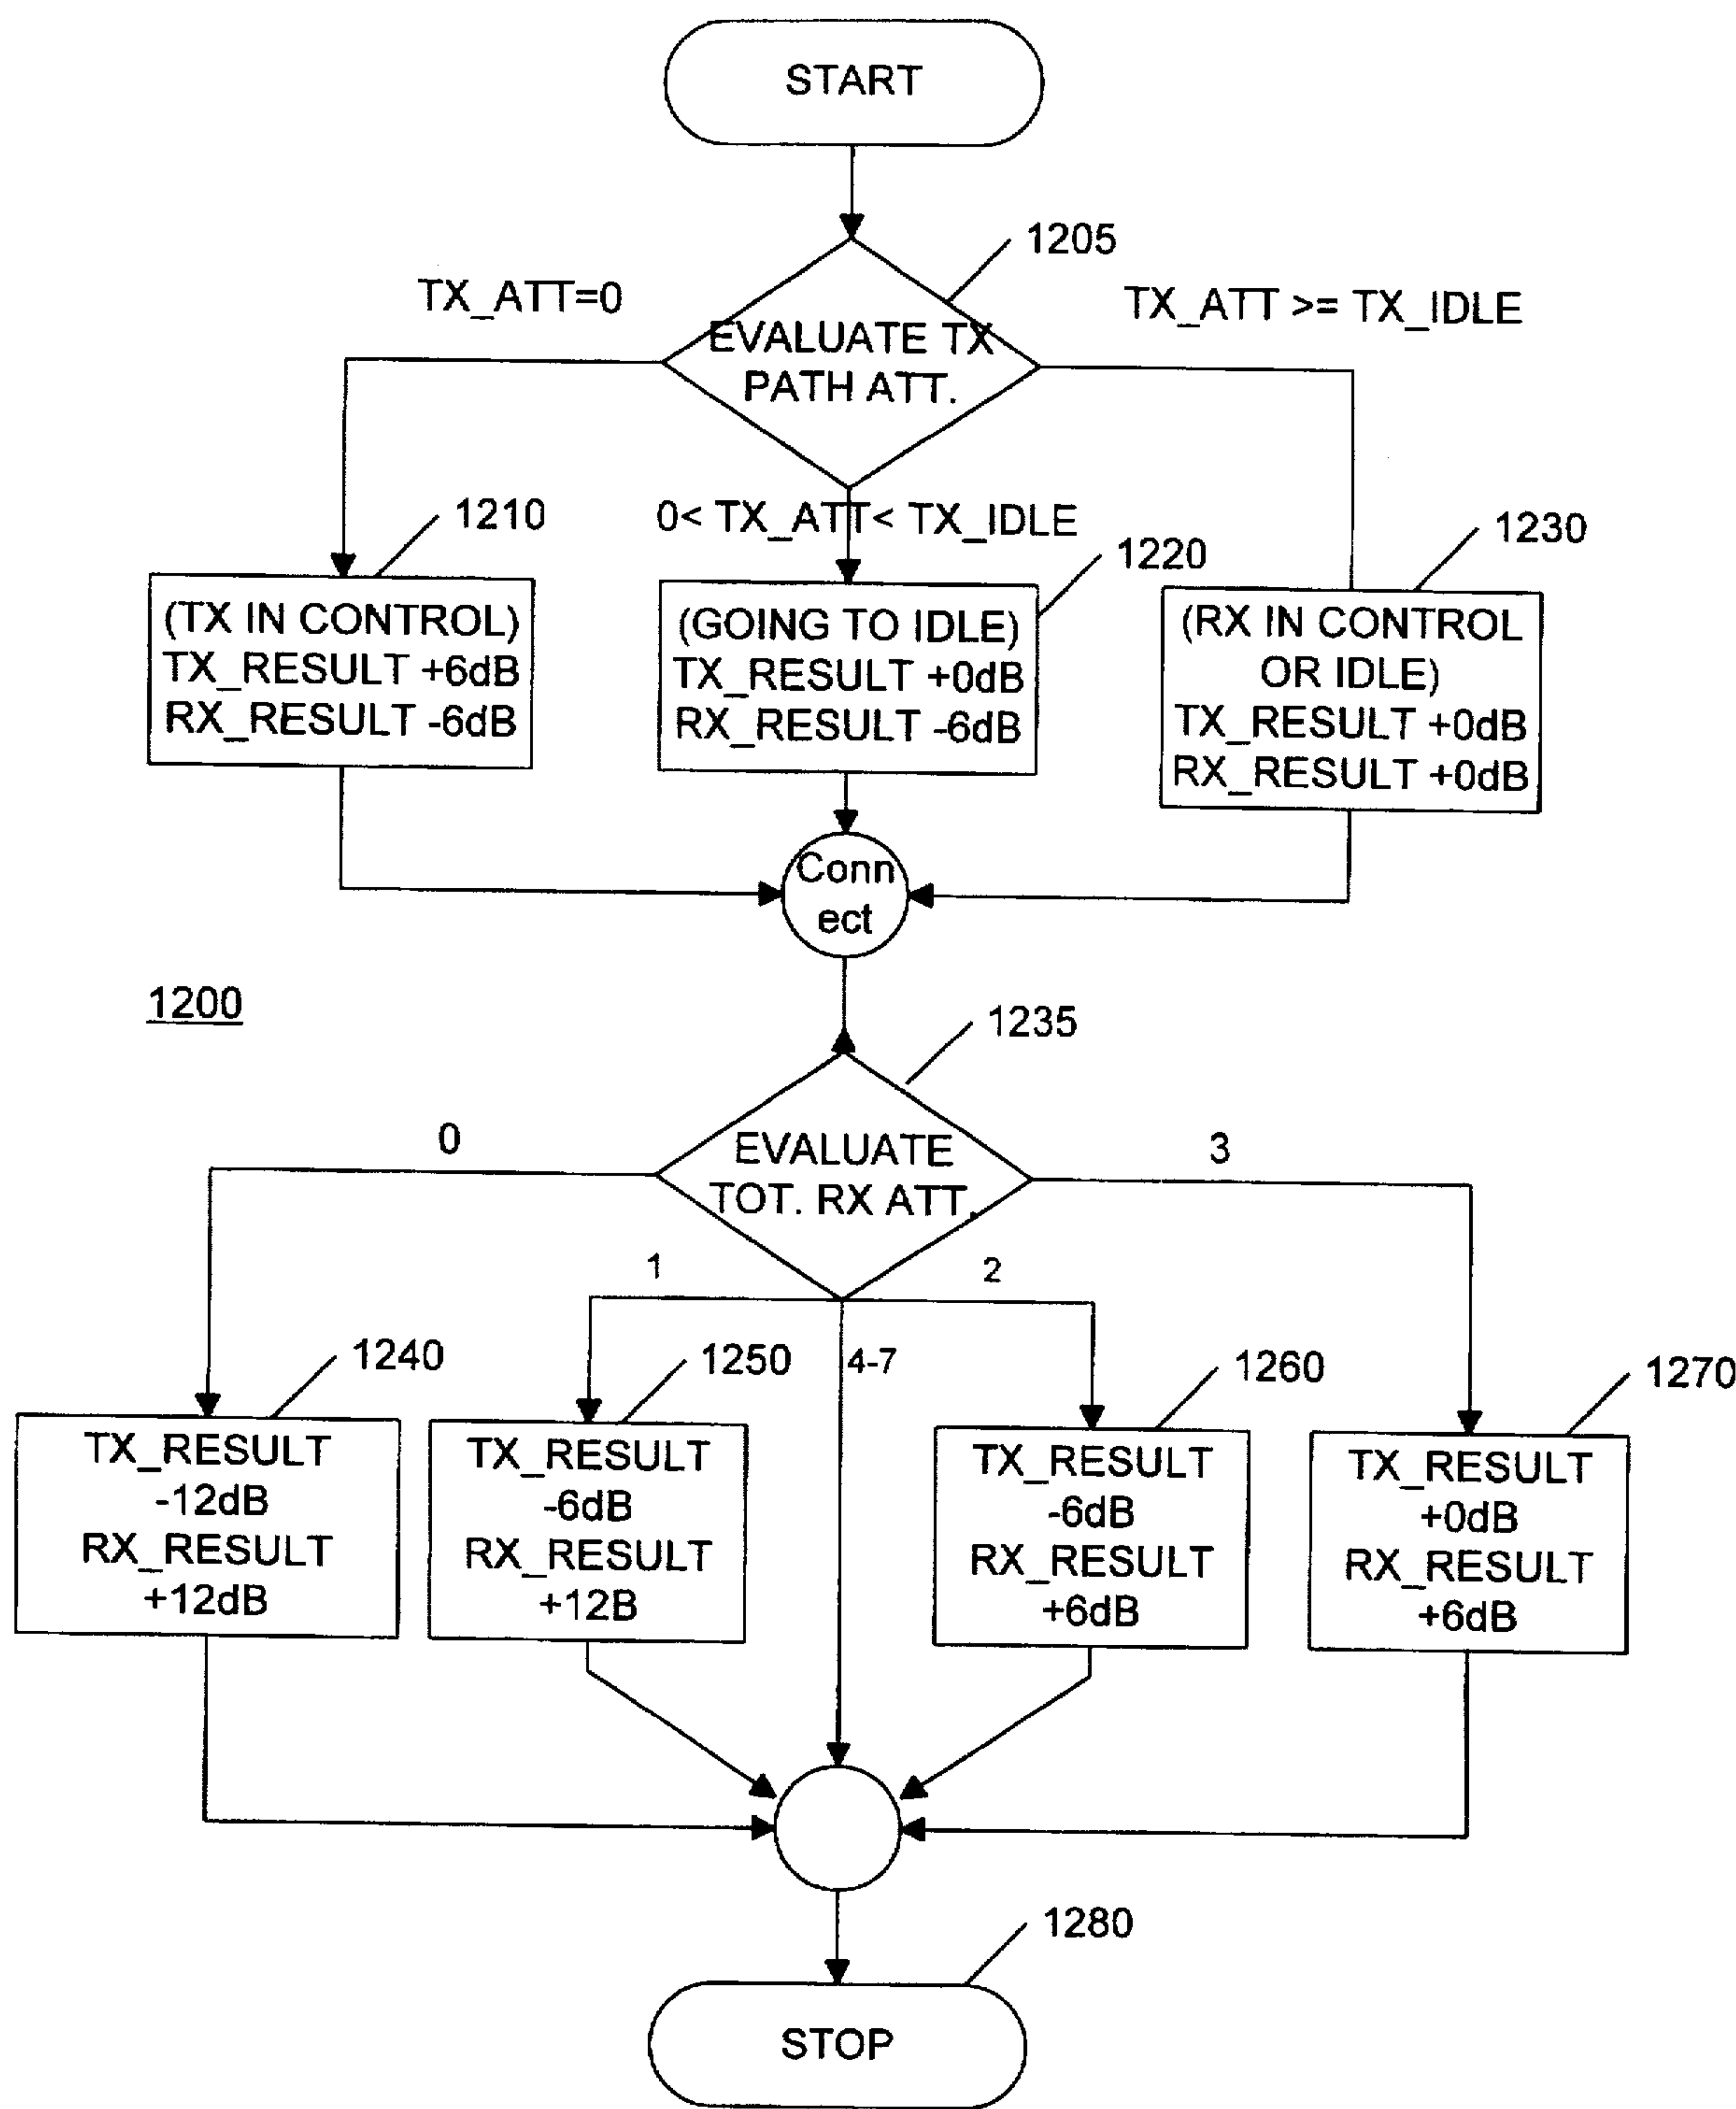 START
1205
TX_ATT=0
TX_ATT >= TX_IDLE
EVALUATE TX
PATH ATT.
0< TX_ATT< TX_IDLE
1210
(TX IN CONTROL)
TX_RESULT +6dB
RX_RESULT -6dB
1220
(GOING TO IDLE)
TX_RESULT +0dB
RX_RESULT -6dB
1230
(RX IN CONTROL
OR IDLE)
TX_RESULT +0dB
RX_RESULT +0dB
Conn
ect
1200
1235
EVALUATE
TOT. RX ATT.
0
1
4-7
2
3
1240
TX_RESULT
-12dB
RX_RESULT
+12dB
1250
TX_RESULT
-6dB
RX_RESULT
+12B
1260
TX_RESULT
-6dB
RX_RESULT
+6dB
1270
TX_RESULT
+0dB
RX_RESULT
+6dB
1280
STOP